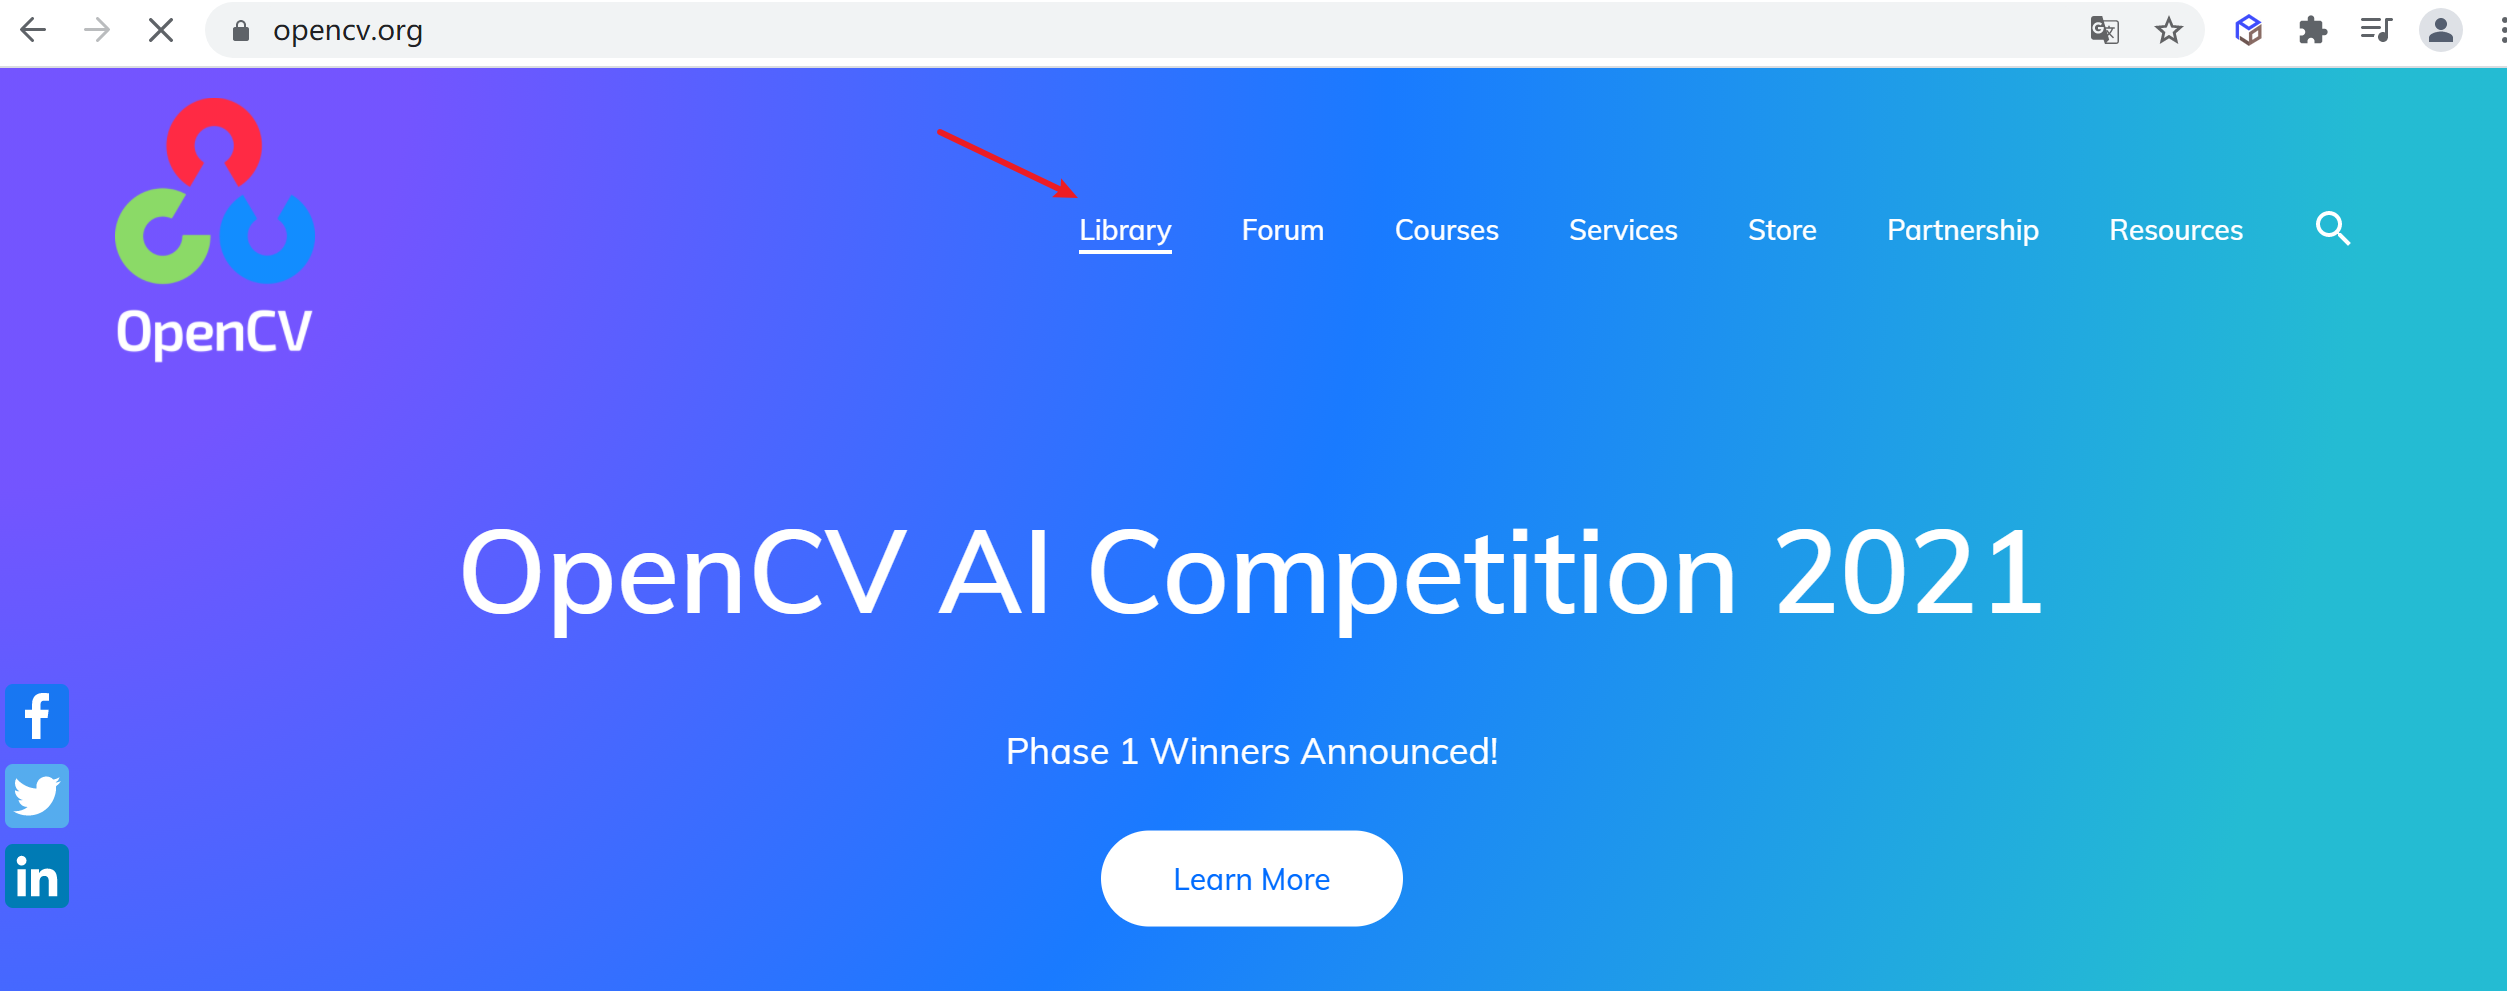 opencv.org
OpenCV
Library Forum Courses Services Store Partnership Resources
OpenCV AI Competition 2021
Phase 1 Winners Announced!
Learn More